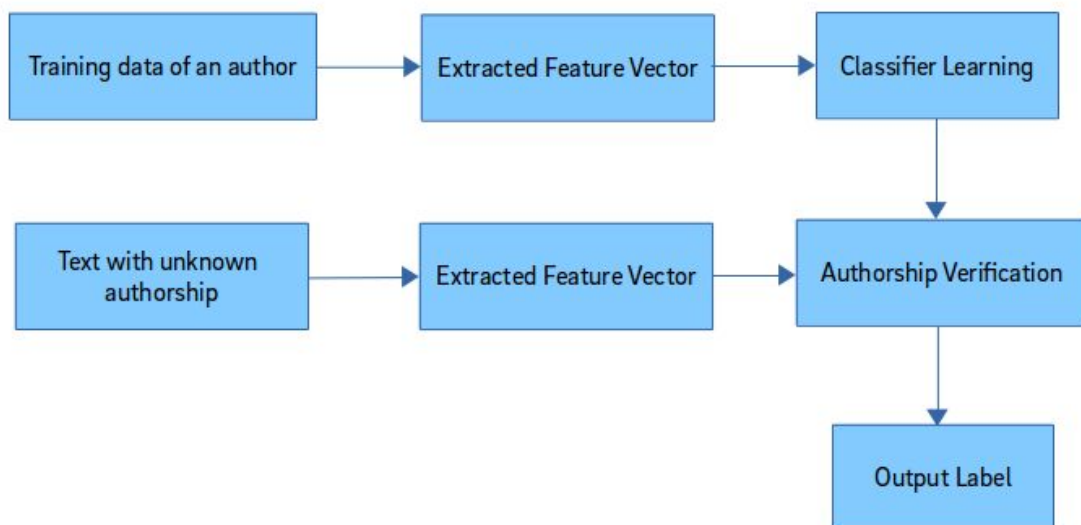 Training data of an author
Extracted Feature Vector
Classifier Learning
Text with unknown
authorship
Extracted Feature Vector
Authorship Verification
Output Label